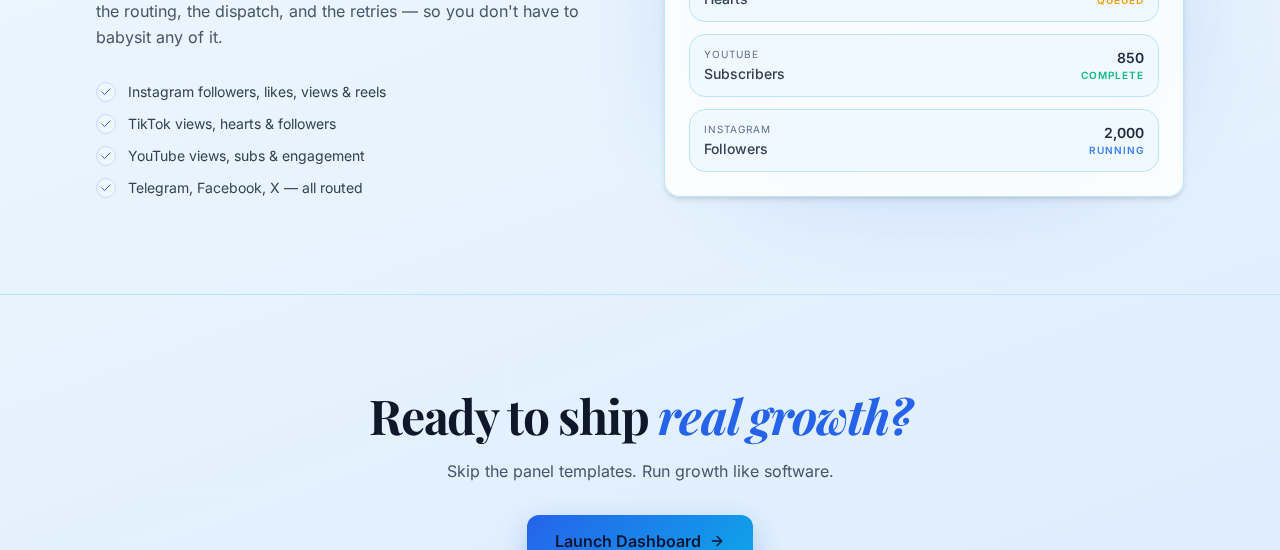 the routing, the dispatch, and the retries — so you don't have to
babysit any of it.
Instagram followers, likes, views & reels
TikTok views, hearts & followers
YouTube views, subs & engagement
Telegram, Facebook, X — all routed
Hearts
QUEUED
YOUTUBE
Subscribers
850
COMPLETE
INSTAGRAM
Followers
2,000
RUNNING
Ready to ship real growth?
Skip the panel templates. Run growth like software.
Launch Dashboard